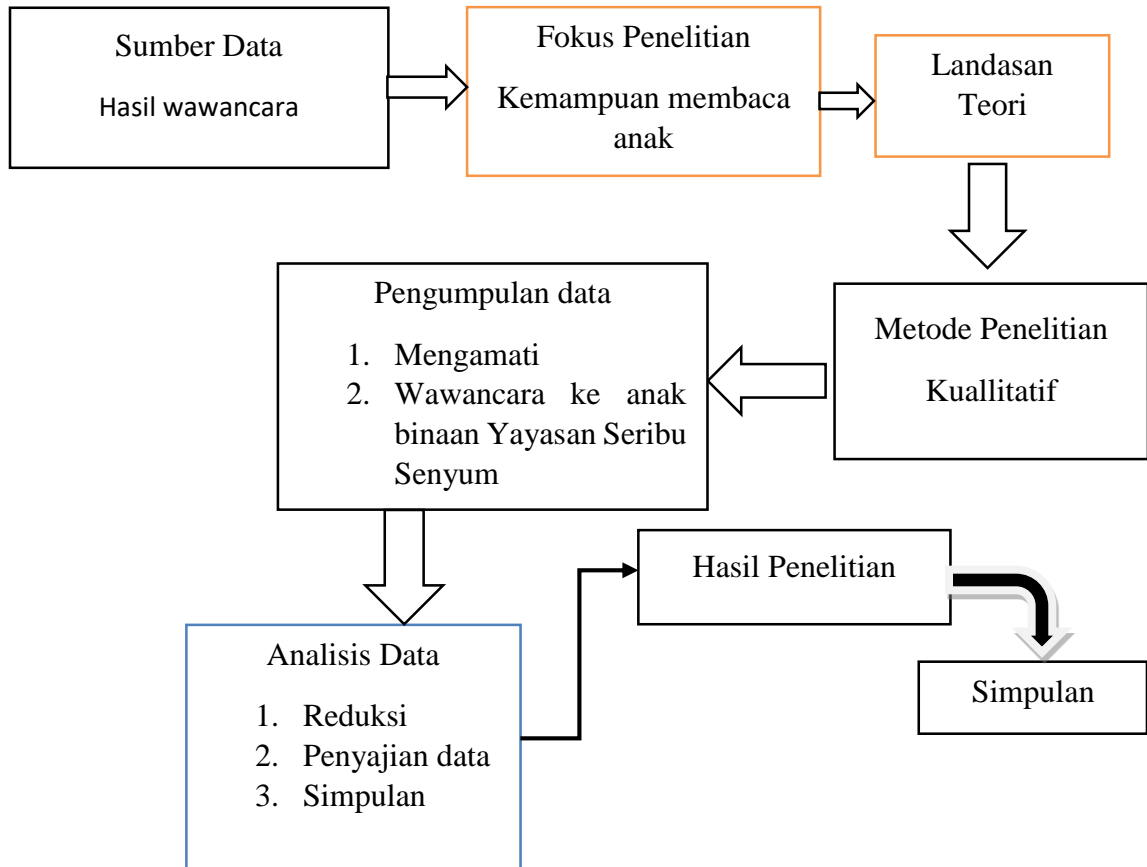 Sumber Data
Hasil wawancara
Fokus Penelitian
Kemampuan membaca
anak
Landasan
Teori
Metode Penelitian
Kuallitatif
Pengumpulan data
1. Mengamati
2. Wawancara ke anak
binaan Yayasan Seribu
Senyum
Analisis Data
1. Reduksi
2. Penyajian data
3. Simpulan
Hasil Penelitian
Simpulan